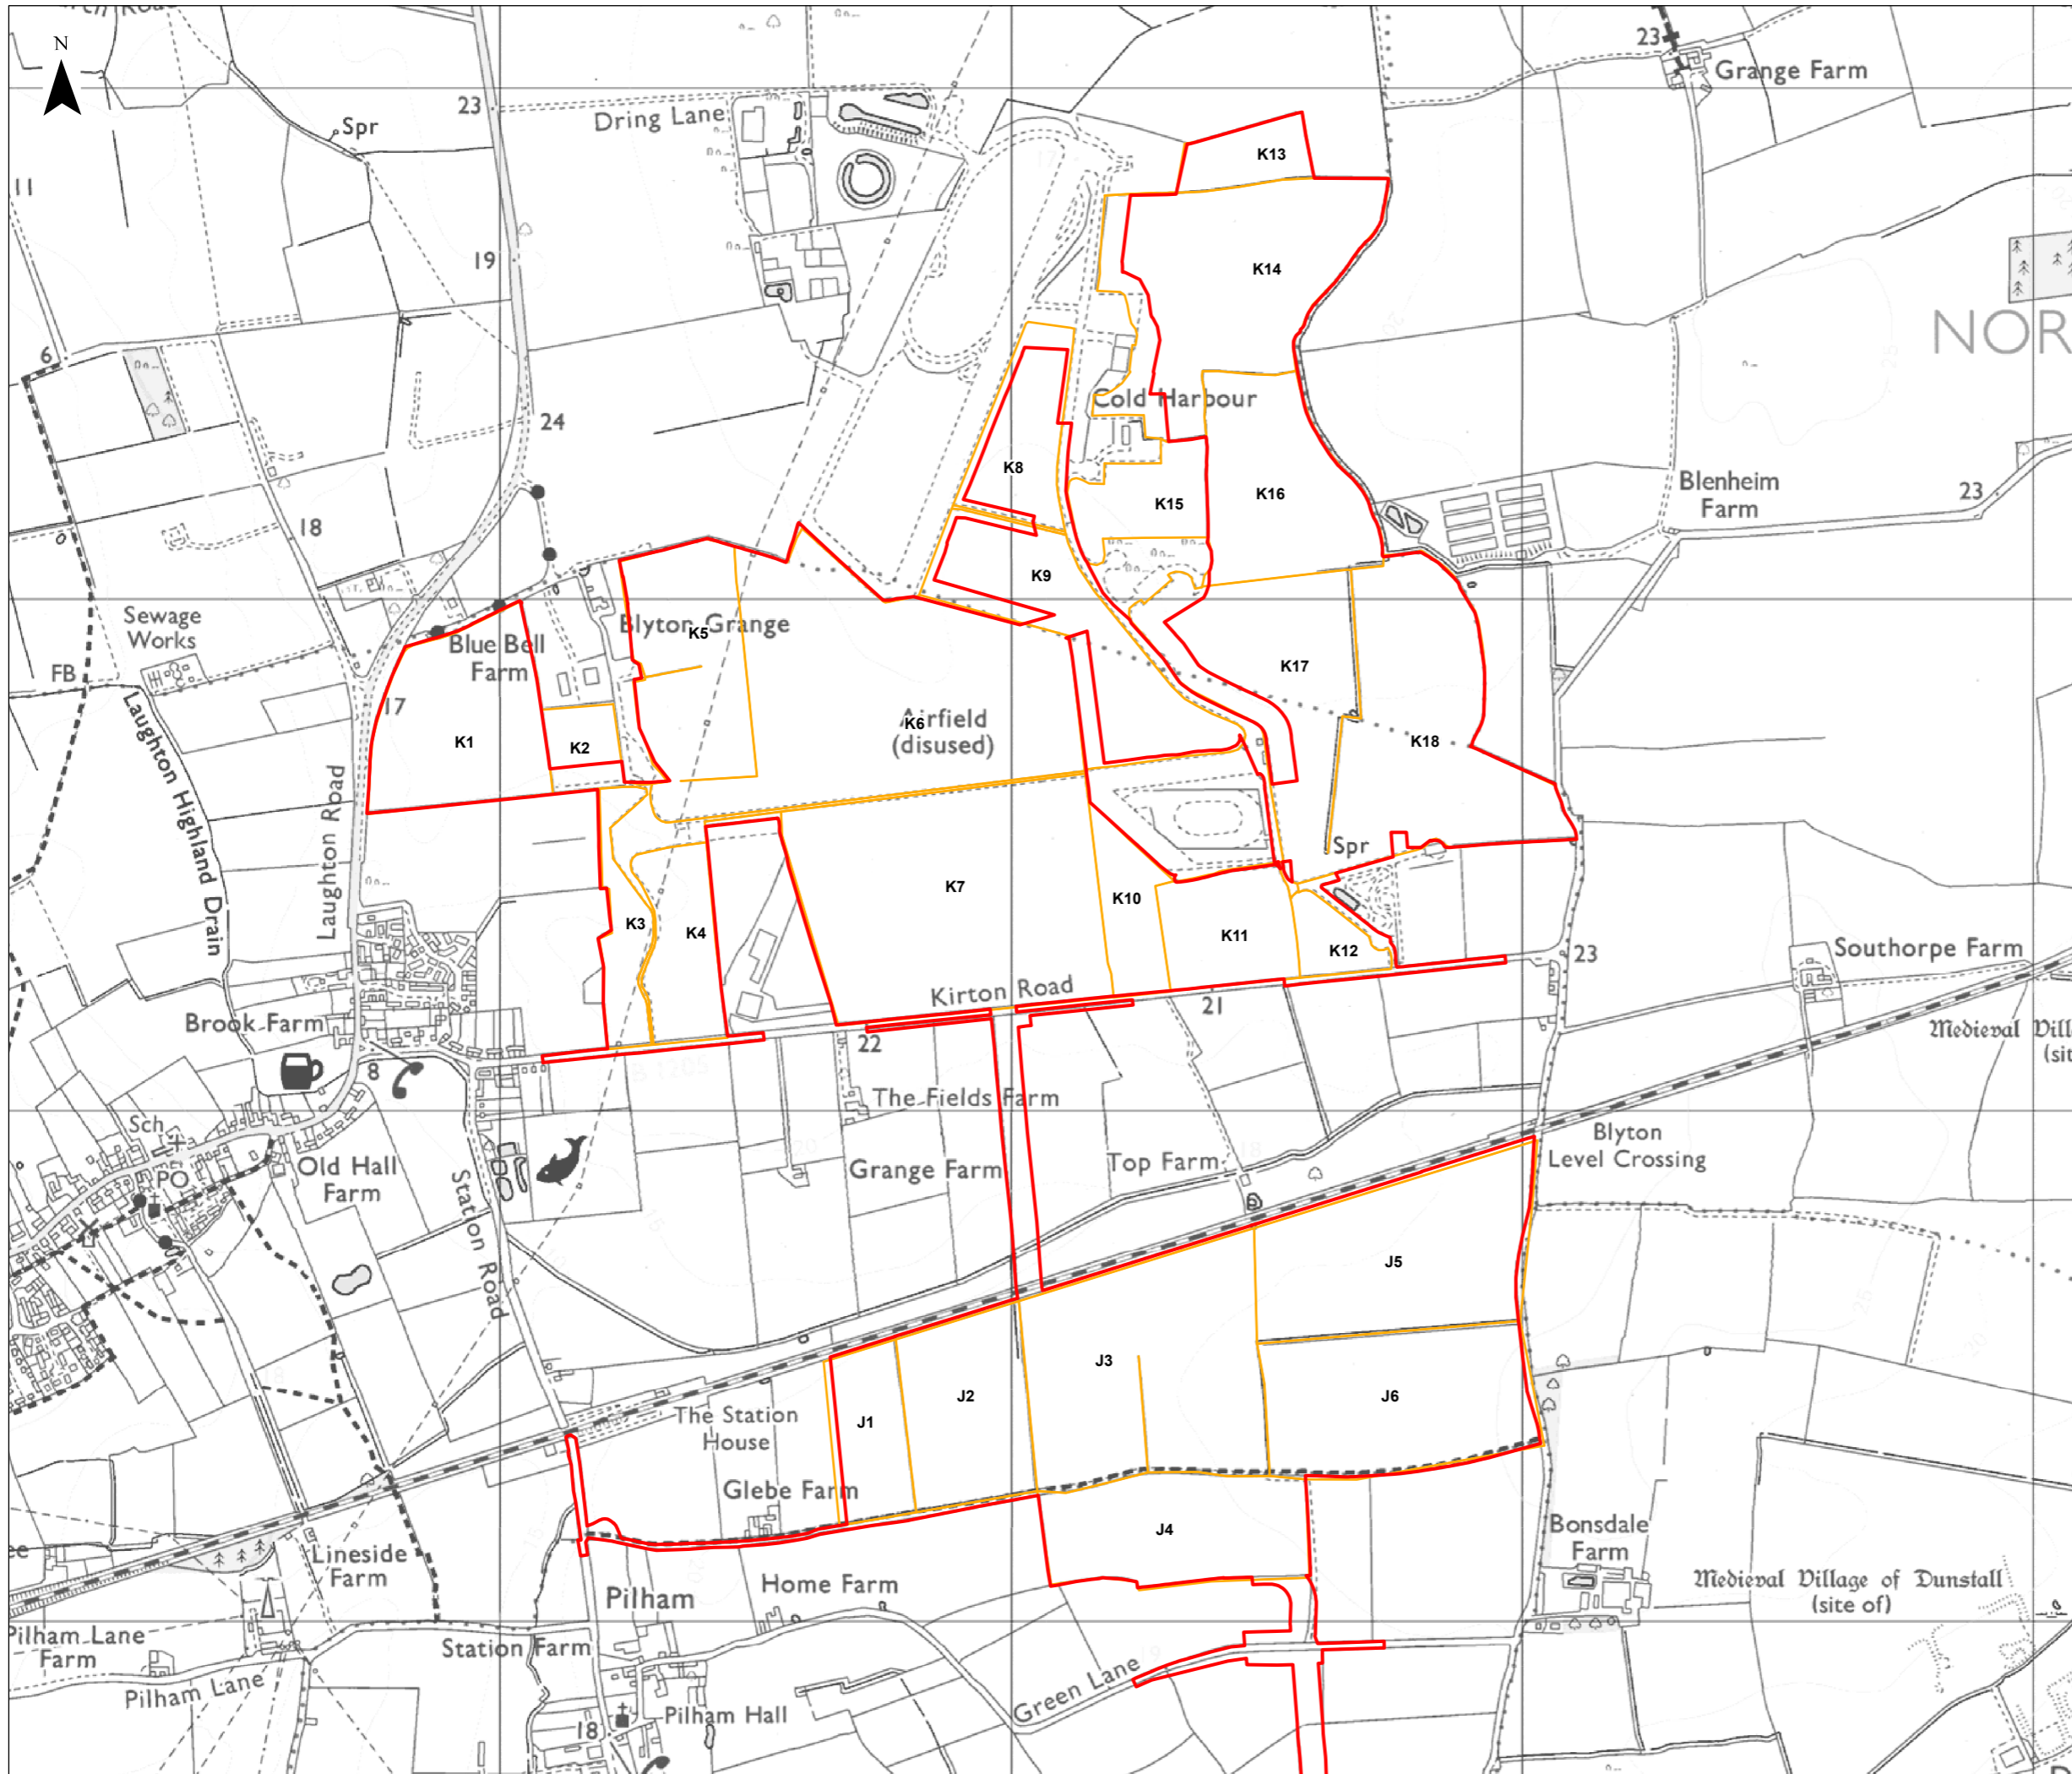 N
23
Grange Farm
Dring Lane
Spr
23
K13
11
19
K14
NOR
6
24
Cold Harbour
K8
K15
K16
Blenheim
Farm
23
18
K9
Sewage
Works
Blyton Grange
K5
Blue Bell
Farm
FB
K17
17
K1
K2
K6
Airfield
(disused)
K18
Laughton Highland Drain
Laughton Road
Spr
K7
K10
K3
K4
K11
K12
23
Southorpe Farm
Kirton Road
21
Brook Farm
22
Medieval Vill
(sit
8
B 1205
The Fields Farm
Sch
Blyton
Level Crossing
Old Hall
Farm
PO
Grange Farm
Top Farm
Station Road
J5
J3
J2
J6
J1
The Station
House
Glebe Farm
J4
Bonsdale
Farm
Lineside
Farm
Home Farm
Pilham
Medieval Village of Dunstall
(site of)
Pilham Lane
Farm
Station Farm
Green Lane
Pilham Lane
Pilham Hall
18